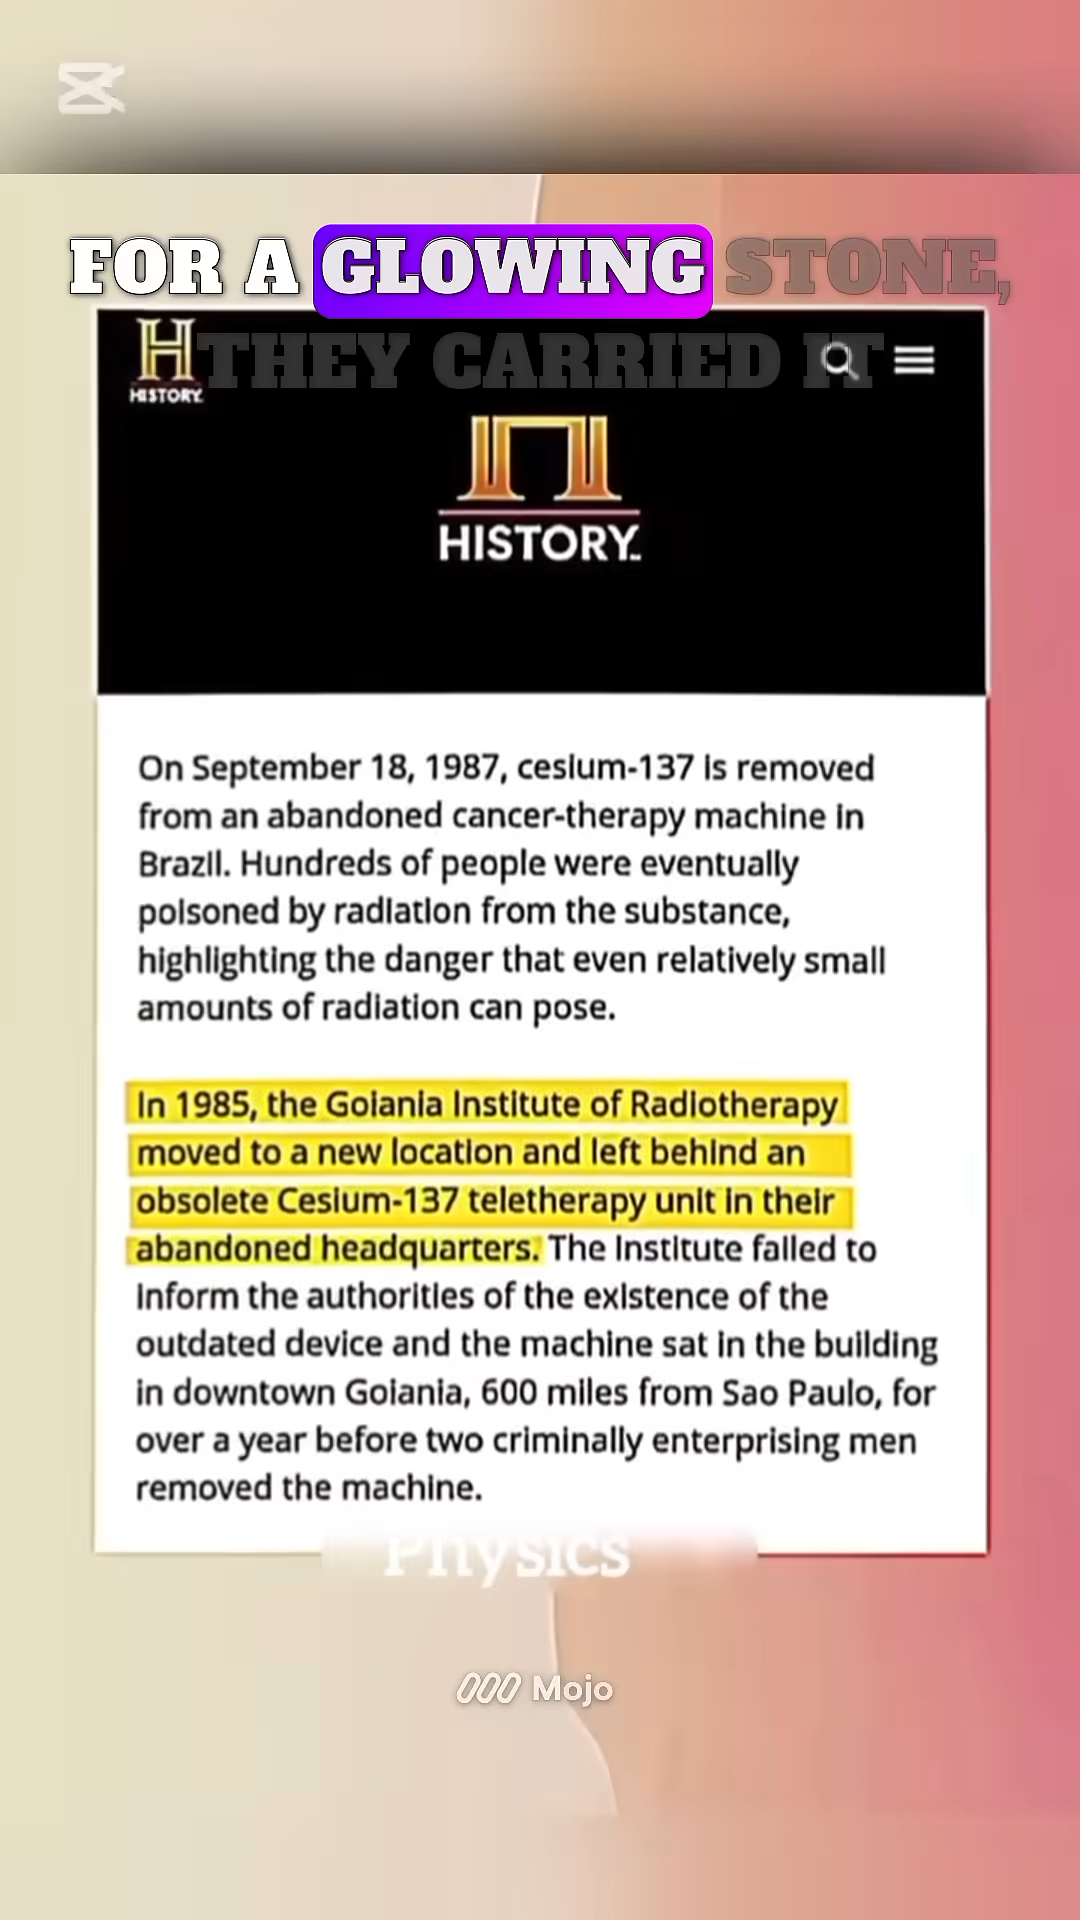 FOR A GLOWING STONE,
THEY CARRIED IT
HISTORY
HISTORY.
On September 18, 1987, cesium-137 is removed
from an abandoned cancer-therapy machine in
Brazil. Hundreds of people were eventually
poisoned by radiation from the substance,
highlighting the danger that even relatively small
amounts of radiation can pose.
In 1985, the Goiania Institute of Radiotherapy
moved to a new location and left behind an
obsolete Cesium-137 teletherapy unit in their
abandoned headquarters. The Institute failed to
inform the authorities of the existence of the
outdated device and the machine sat in the building
in downtown Goiania, 600 miles from Sao Paulo, for
over a year before two criminally enterprising men
removed the machine.
Physics
Mojo